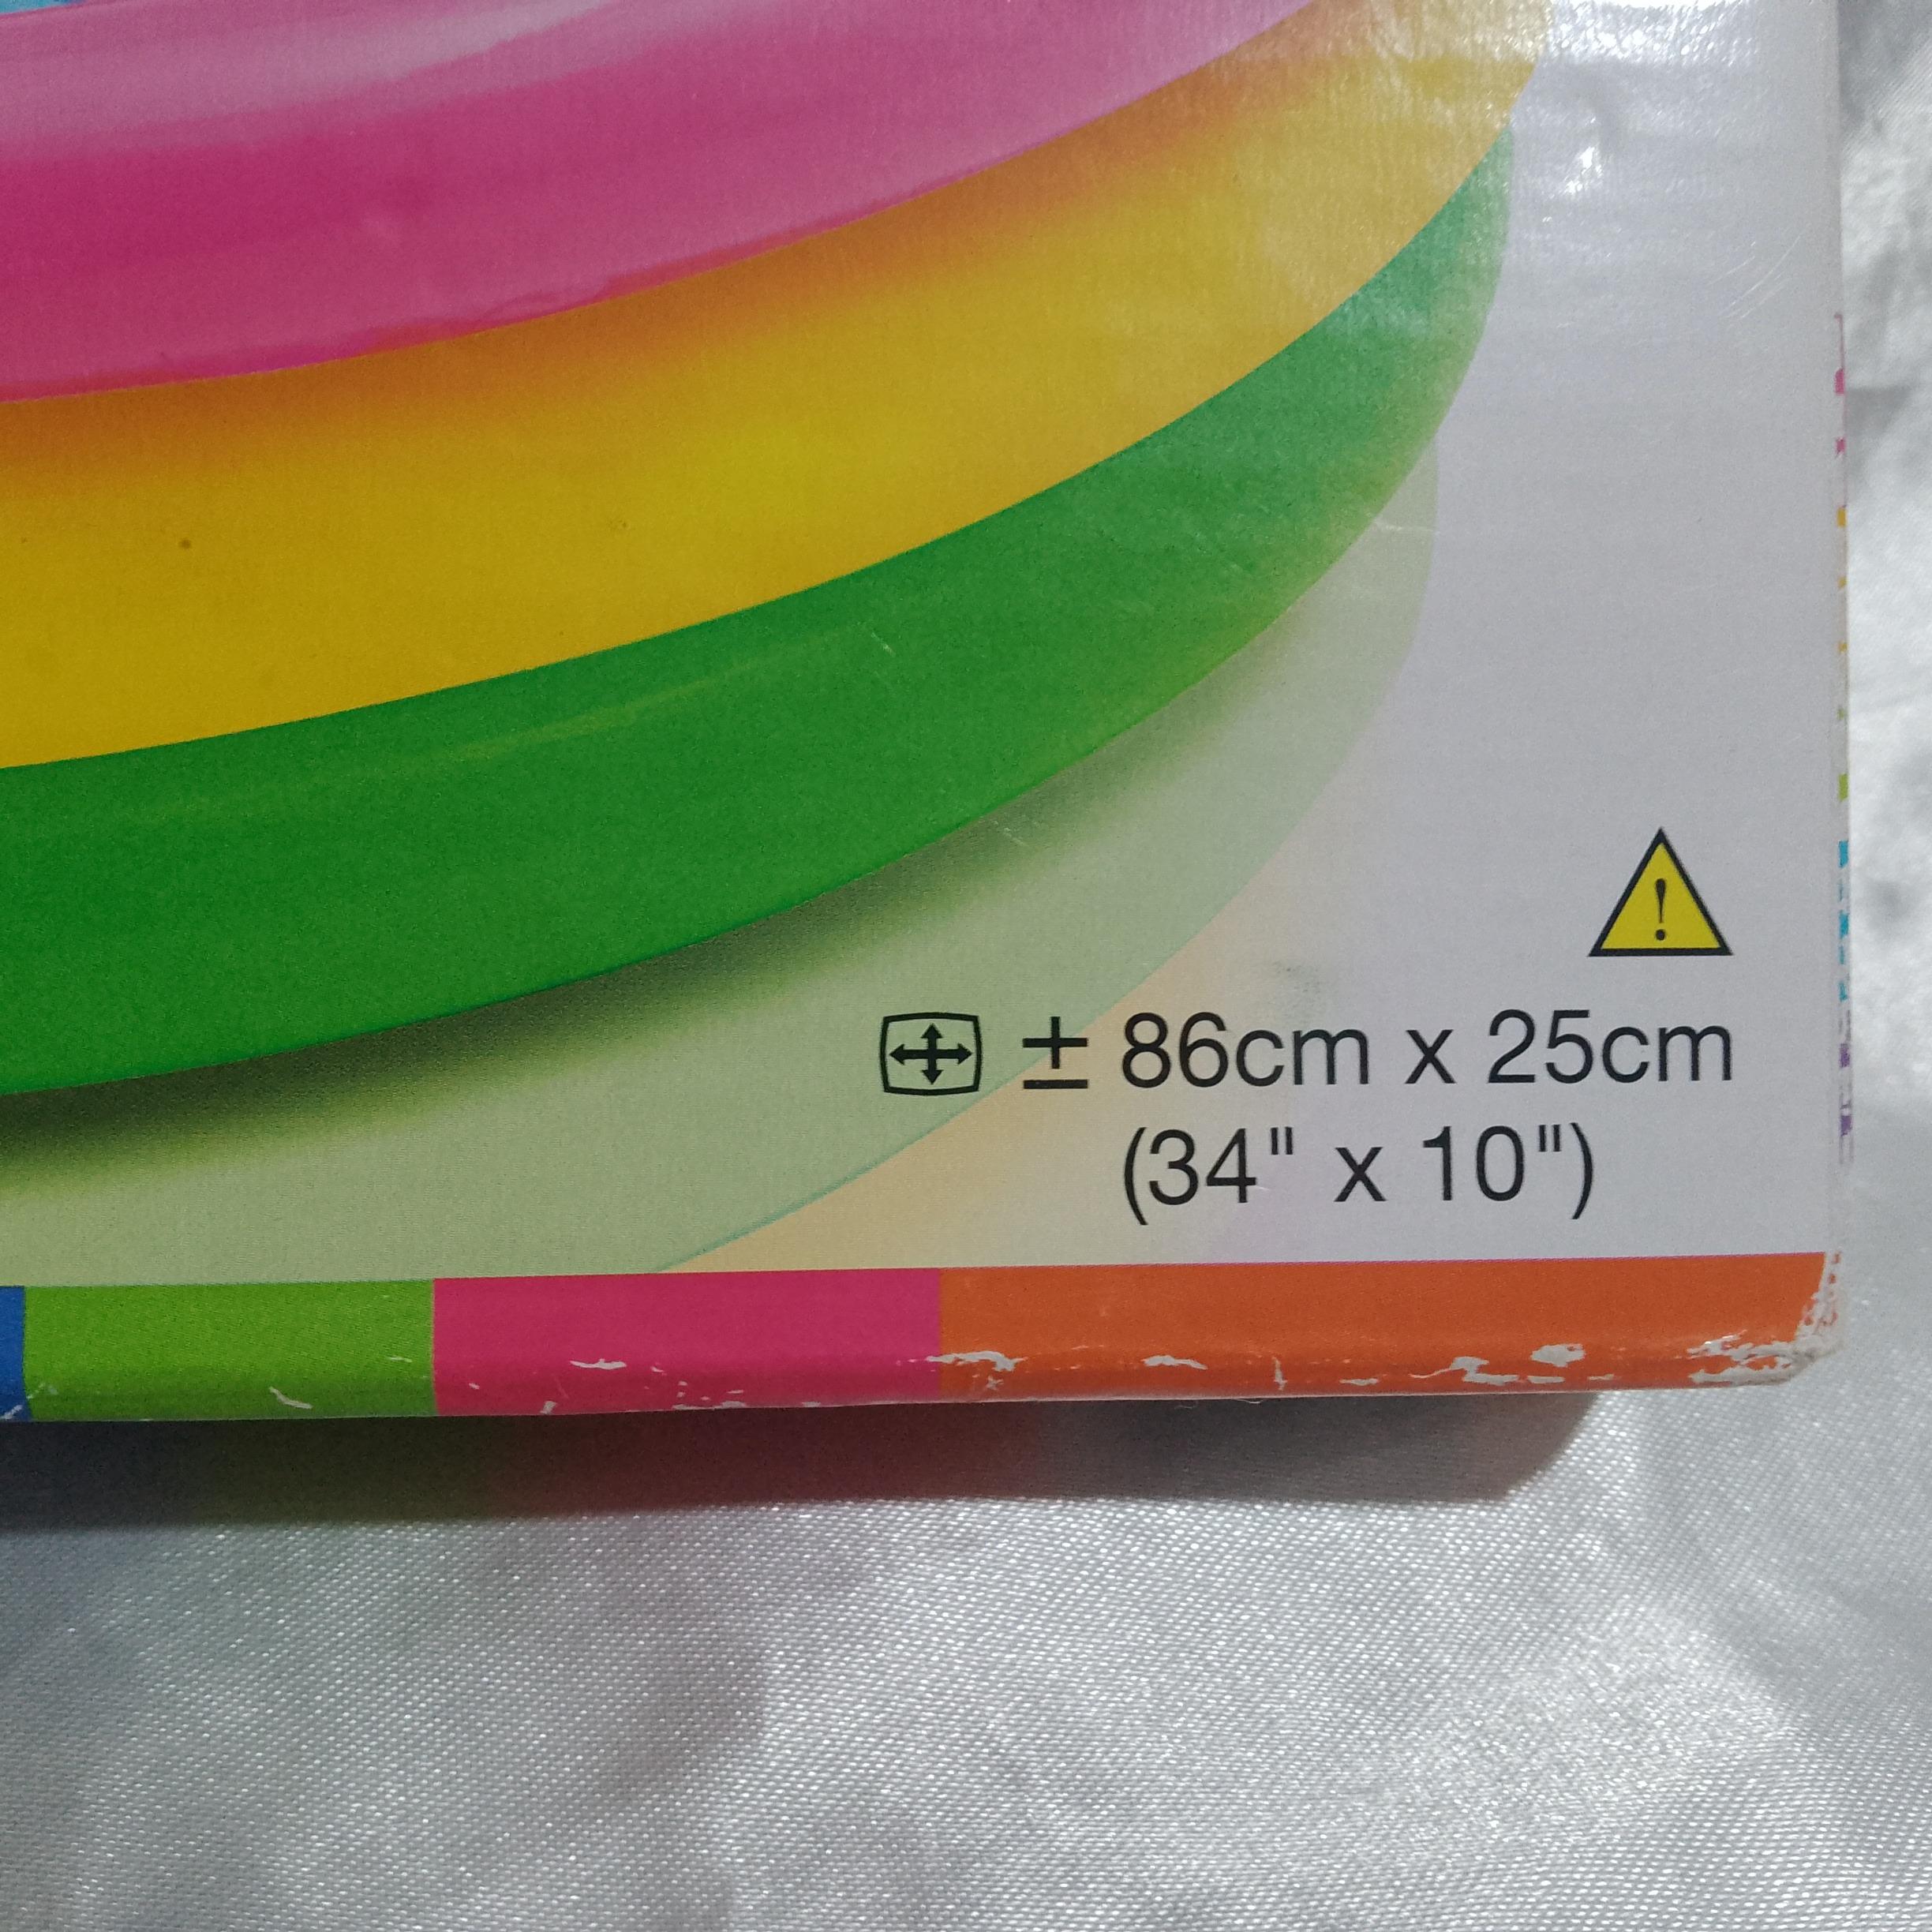 ± 86cm x 25cm
(34" x 10")